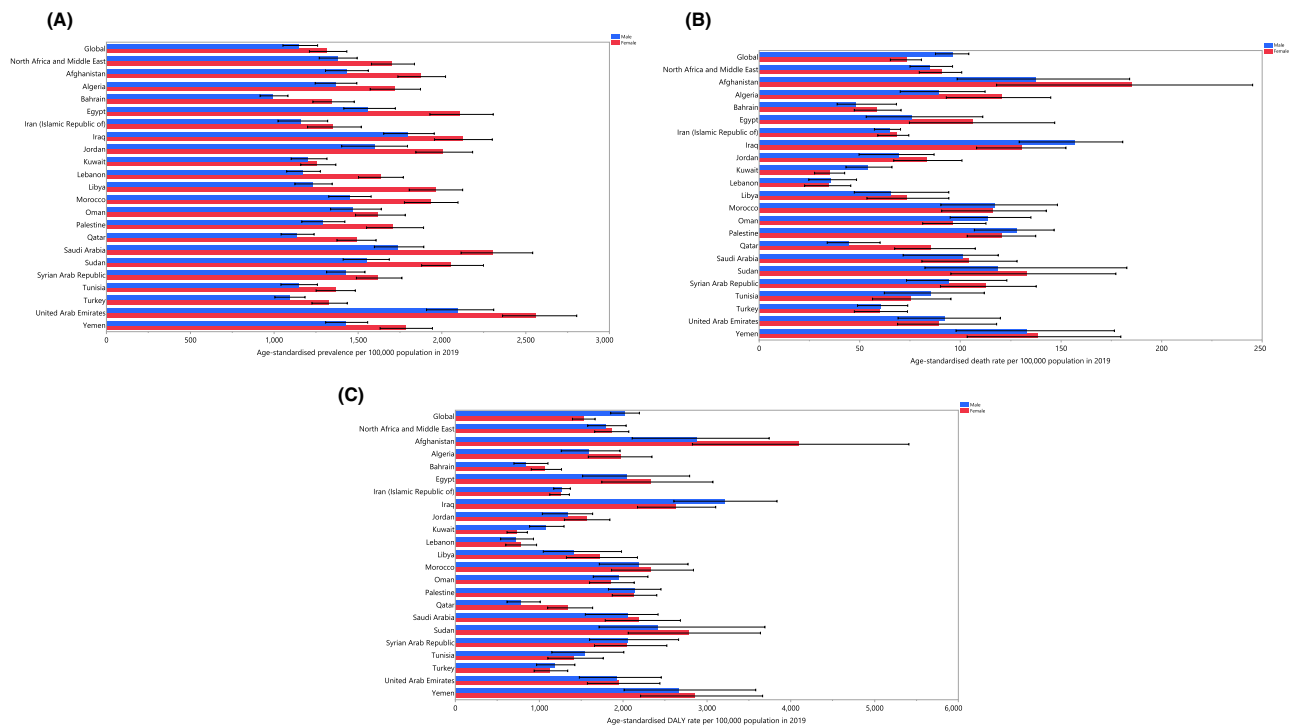 (A)
Male
Female
Global
North Africa and Middle East
Afghanistan
Algeria
Bahrain
Egypt
Iran (Islamic Republic of)
Iraq
Jordan
Kuwait
Lebanon
Libya
Morocco
Oman
Palestine
Qatar
Saudi Arabia
Sudan
Syrian Arab Republic
Tunisia
Turkey
United Arab Emirates
Yemen
0 500 1,000 1,500 2,000 2,500 3,000
Age-standardised prevalence per 100,000 population in 2019
(B)
Male
Female
Global
North Africa and Middle East
Afghanistan
Algeria
Bahrain
Egypt
Iran (Islamic Republic of)
Iraq
Jordan
Kuwait
Lebanon
Libya
Morocco
Oman
Palestine
Qatar
Saudi Arabia
Sudan
Syrian Arab Republic
Tunisia
Turkey
United Arab Emirates
Yemen
0 50 100 150 200 250
Age-standardised death rate per 100,000 population in 2019
(C)
Male
Female
Global
North Africa and Middle East
Afghanistan
Algeria
Bahrain
Egypt
Iran (Islamic Republic of)
Iraq
Jordan
Kuwait
Lebanon
Libya
Morocco
Oman
Palestine
Qatar
Saudi Arabia
Sudan
Syrian Arab Republic
Tunisia
Turkey
United Arab Emirates
Yemen
0 1,000 2,000 3,000 4,000 5,000 6,000
Age-standardised DALY rate per 100,000 population in 2019